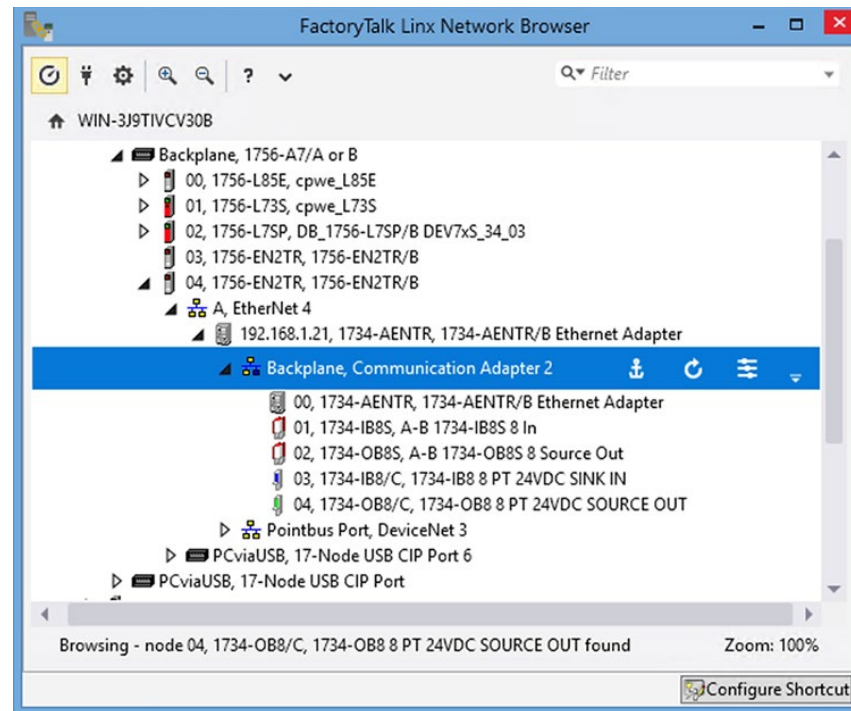 FactoryTalk Linx Network Browser
? Filter
WIN-3J9TIVCV30B
Backplane, 1756-A7/A or B
00, 1756-L85E, cpwe_L85E
01, 1756-L73S, cpwe_L73S
02, 1756-L7SP, DB_1756-L7SP/B DEV7xS_34_03
03, 1756-EN2TR, 1756-EN2TR/B
04, 1756-EN2TR, 1756-EN2TR/B
A, EtherNet 4
192.168.1.21, 1734-AENTR, 1734-AENTR/B Ethernet Adapter
Backplane, Communication Adapter 2
00, 1734-AENTR, 1734-AENTR/B Ethernet Adapter
01, 1734-IB8S, A-B 1734-IB8S 8 In
02, 1734-OB8S, A-B 1734-OB8S 8 Source Out
03, 1734-IB8/C, 1734-IB8 8 PT 24VDC SINK IN
04, 1734-OB8/C, 1734-OB8 8 PT 24VDC SOURCE OUT
Pointbus Port, DeviceNet 3
PCviaUSB, 17-Node USB CIP Port 6
PCviaUSB, 17-Node USB CIP Port
Browsing - node 04, 1734-OB8/C, 1734-OB8 8 PT 24VDC SOURCE OUT found Zoom: 100%
Configure Shortcut